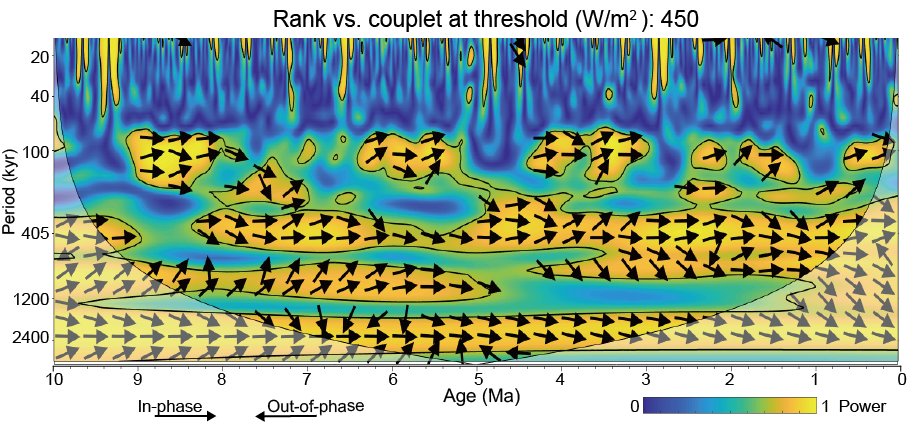 Rank vs. couplet at threshold (W/m²): 450
Period (kyr)
20
40
100
405
1200
2400
10 9 8 7 6 5 4 3 2 1 0
Age (Ma)
In-phase Out-of-phase
0 1 Power